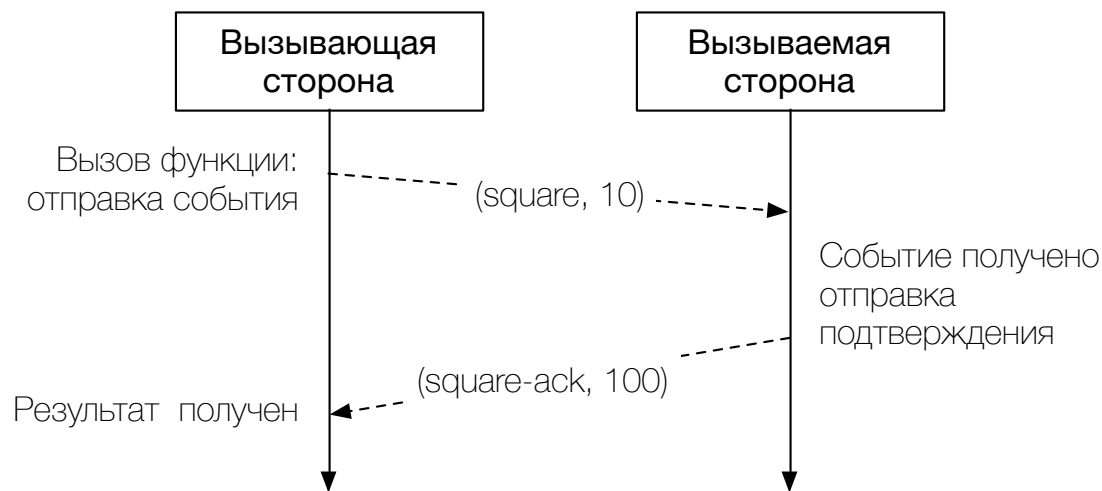 Вызывающая
сторона
Вызываемая
сторона
Вызов функции:
отправка события
(square, 10)
Событие получено
отправка
подтверждения
(square-ack, 100)
Результат получен